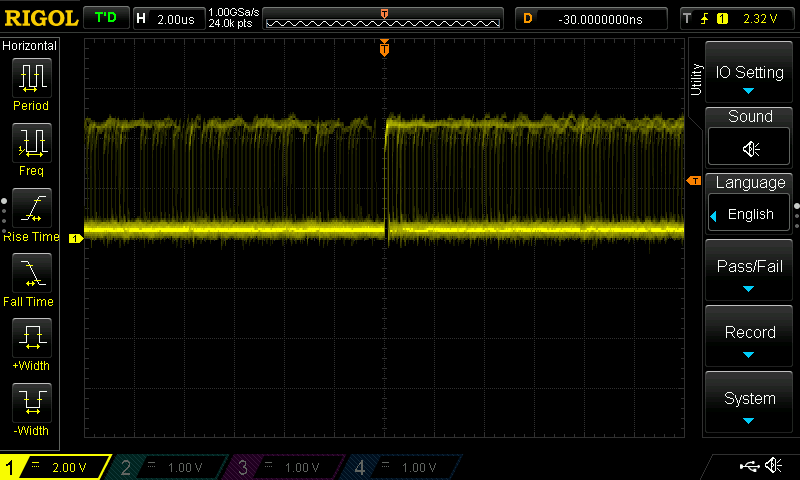 RIGOL T'D H 2.00us 1.00GSa/s D -30.0000000ns T 1 2.32 V
24.0k pts
T
Horizontal
T
Period
Freq
Rise Time
Fall Time
+Width
-Width
1
T
Utility
IO Setting
Sound
Language
English
Pass/Fail
Record
System
1 2.00 V 2 1.00 V 3 1.00 V 4 1.00 V